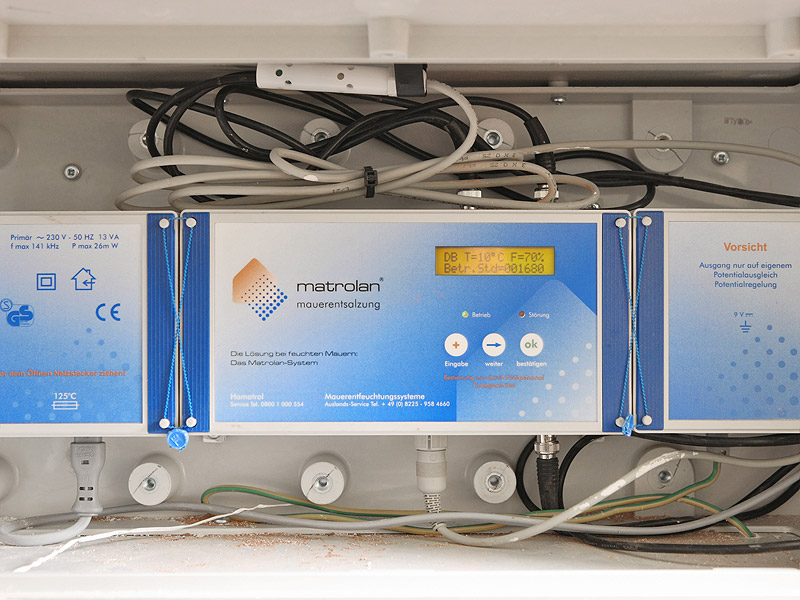 Primär ~ 230 V - 50 HZ 13 VA
f max 141 kHz P max 26m W
S
GS
CE
dem Öffnen Netzstecker ziehen!
125°C
matrolan®
mauerentsalzung
Die Lösung bei feuchten Mauern:
Das Matrolan-System
Mauerentfeuchtungssysteme
Service Tel. 0800 1 000 554
Auslands-Service Tel. + 49 (0) 8225 - 958 4660
DB T=10°C F=70%
Betr.Std=001680
Betrieb
Störung
+
ok
Eingabe
weiter
bestätigen
Vorsicht
Ausgang nur auf eigenem
Potentialausgleich
Potentialregelung
9 V